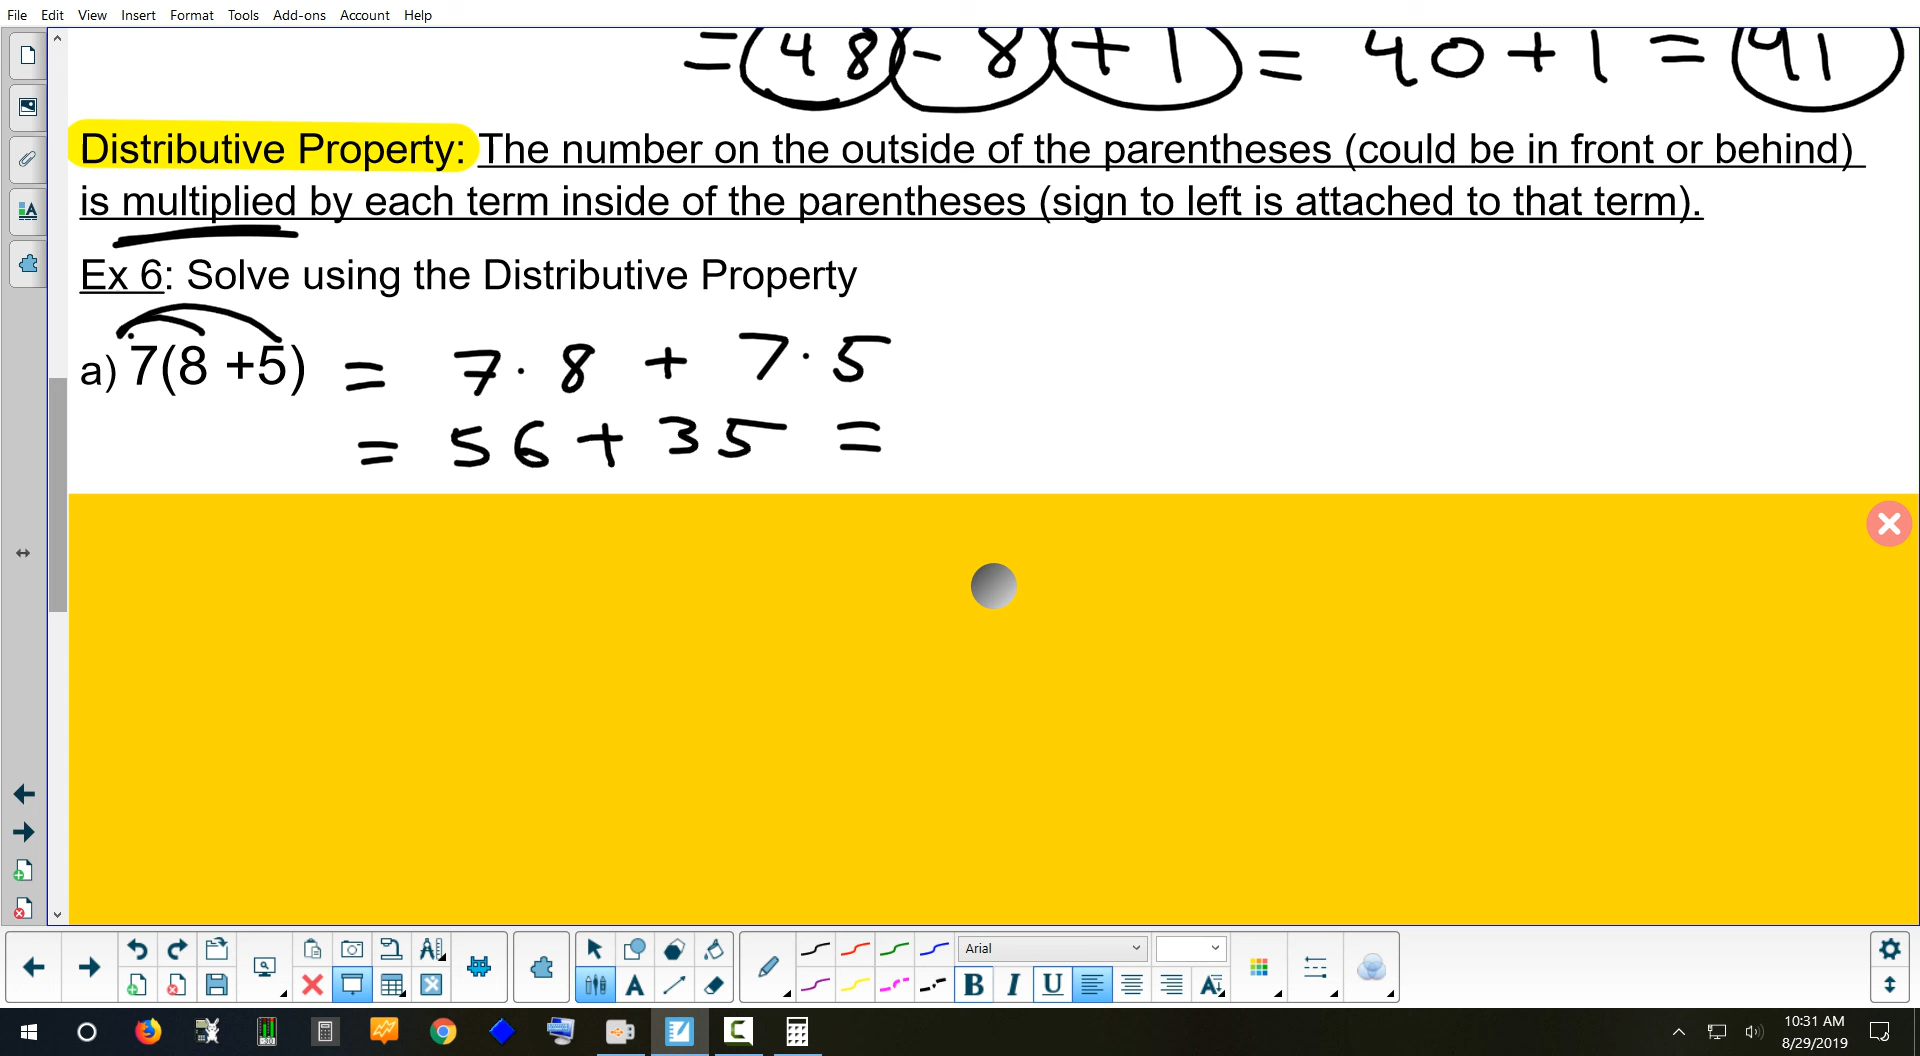 File Edit View Insert Format Tools Add-ons Account Help
= 48 - 8 + 1 = 40 + 1 = 41
Distributive Property: The number on the outside of the parentheses (could be in front or behind)
is multiplied by each term inside of the parentheses (sign to left is attached to that term).
Ex 6: Solve using the Distributive Property
a) 7(8 +5) = 7 · 8 + 7 · 5
= 56 + 35 =
Arial
B I U A
10:31 AM
8/29/2019